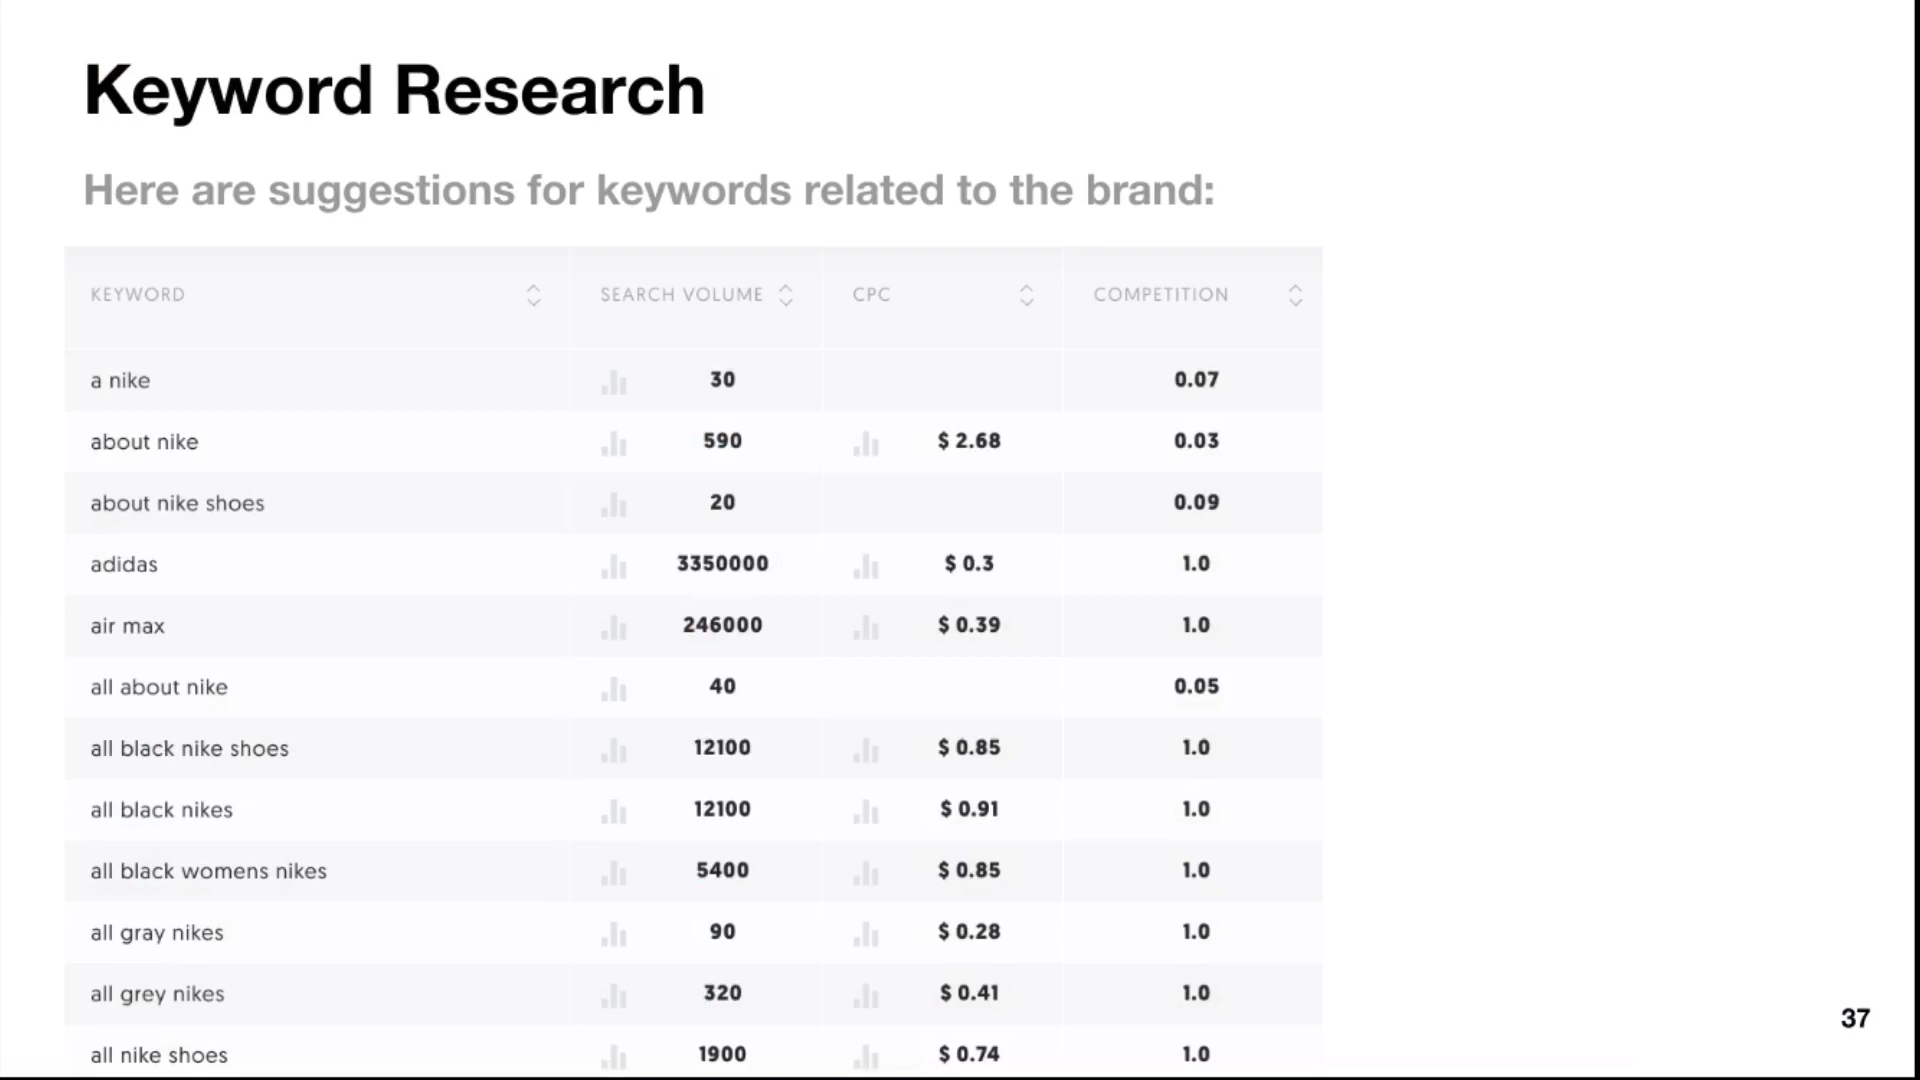 Keyword Research
Here are suggestions for keywords related to the brand:
KEYWORD SEARCH VOLUME CPC COMPETITION
a nike 30 0.07
about nike 590 $ 2.68 0.03
about nike shoes 20 0.09
adidas 3350000 $ 0.3 1.0
air max 246000 $ 0.39 1.0
all about nike 40 0.05
all black nike shoes 12100 $ 0.85 1.0
all black nikes 12100 $ 0.91 1.0
all black womens nikes 5400 $ 0.85 1.0
all gray nikes 90 $ 0.28 1.0
all grey nikes 320 $ 0.41 1.0
all nike shoes 1900 $ 0.74 1.0
37